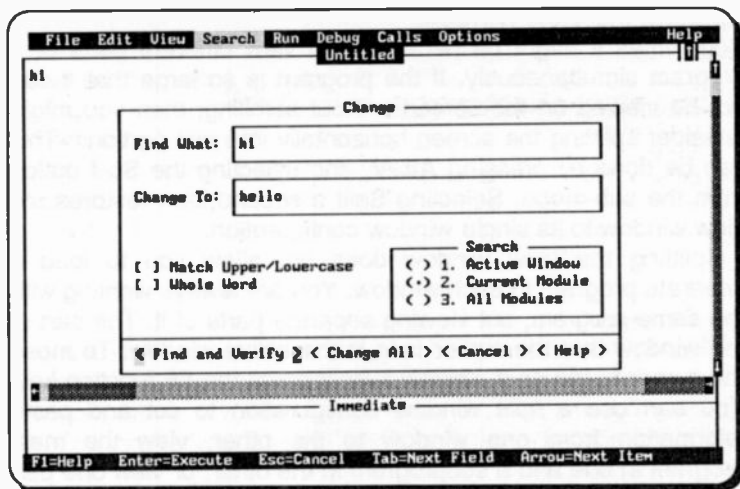 File Edit View Search Run Debug Calls Options Help
Untitled
hi
Change
Find What: hi
Change To: hello
[ ] Match Upper/Lowercase
[ ] Whole Word
Search
( ) 1. Active Window
(•) 2. Current Module
( ) 3. All Modules
< Find and Verify > < Change All > < Cancel > < Help >
Immediate
F1=Help Enter=Execute Esc=Cancel Tab=Next Field Arrow=Next Item